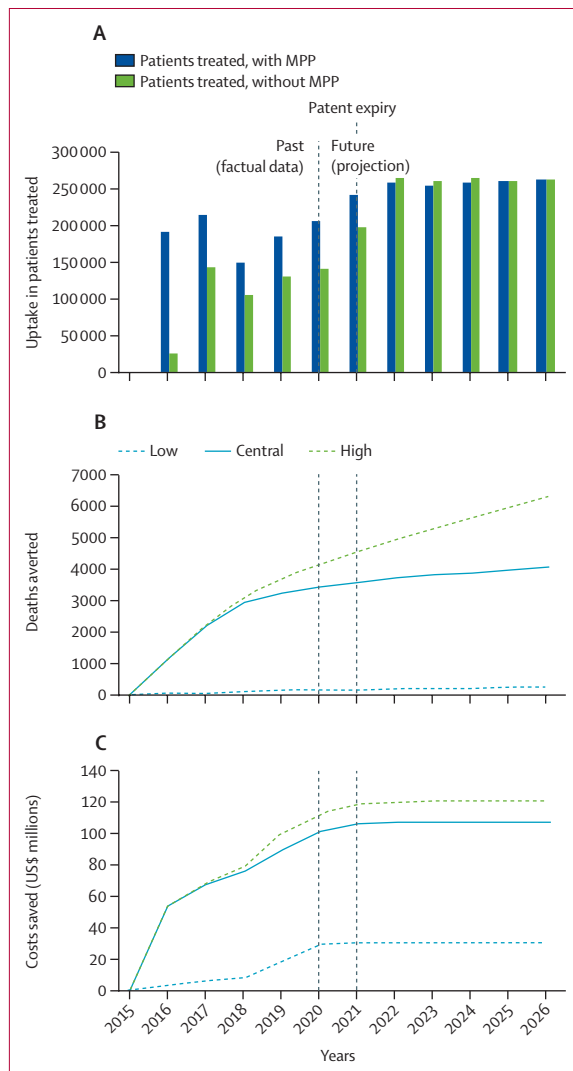 A
Patients treated, with MPP
Patients treated, without MPP
Patent expiry
Past
(factual data)
Future
(projection)
Uptake in patients treated
300 000
250 000
200 000
150 000
100 000
50 000
0
B
Low
Central
High
Deaths averted
7000
6000
5000
4000
3000
2000
1000
0
C
Costs saved (US$ millions)
140
120
100
80
60
40
20
0
2015
2016
2017
2018
2019
2020
2021
2022
2023
2024
2025
2026
Years